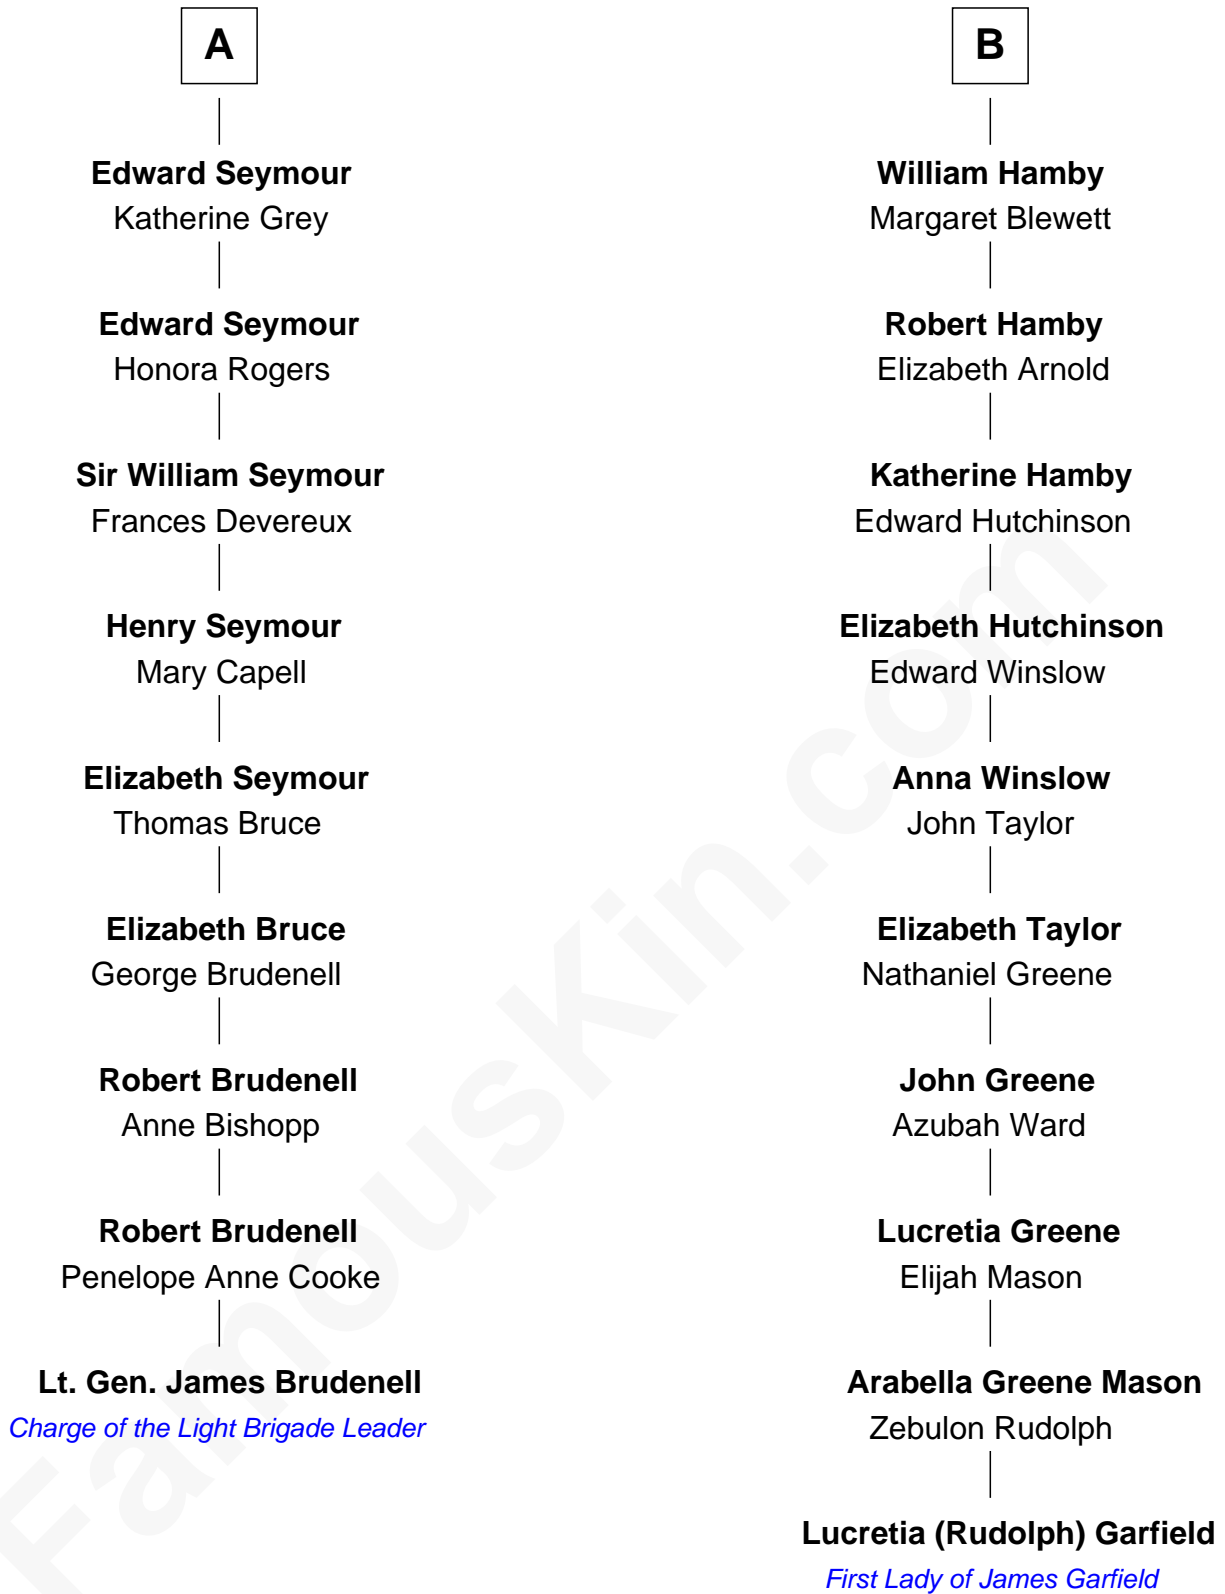 A
Edward Seymour
Katherine Grey
Edward Seymour
Honora Rogers
Sir William Seymour
Frances Devereux
Henry Seymour
Mary Capell
Elizabeth Seymour
Thomas Bruce
Elizabeth Bruce
George Brudenell
Robert Brudenell
Anne Bishopp
Robert Brudenell
Penelope Anne Cooke
Lt. Gen. James Brudenell
Charge of the Light Brigade Leader
B
William Hamby
Margaret Blewett
Robert Hamby
Elizabeth Arnold
Katherine Hamby
Edward Hutchinson
Elizabeth Hutchinson
Edward Winslow
Anna Winslow
John Taylor
Elizabeth Taylor
Nathaniel Greene
John Greene
Azubah Ward
Lucretia Greene
Elijah Mason
Arabella Greene Mason
Zebulon Rudolph
Lucretia (Rudolph) Garfield
First Lady of James Garfield
FamousKin.com